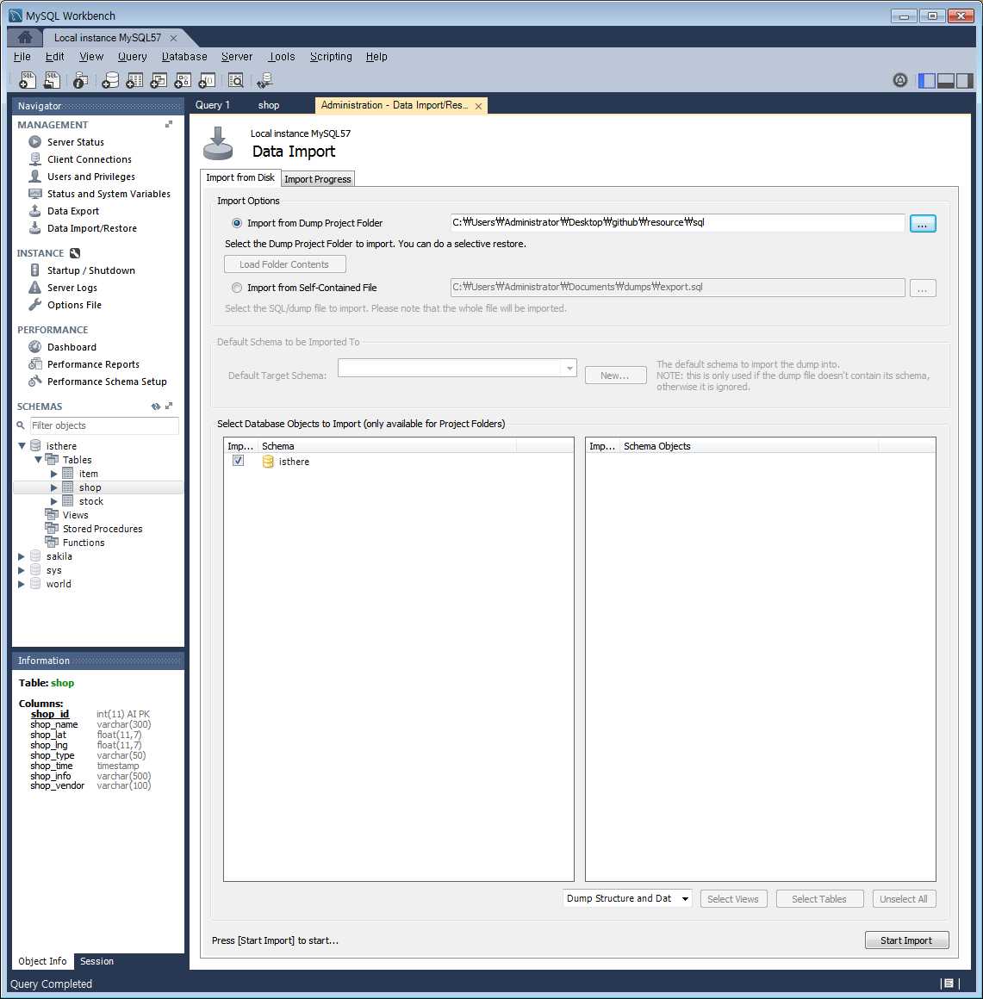 MySQL Workbench
Local instance MySQL57
File Edit View Query Database Server Tools Scripting Help
Navigator
MANAGEMENT
Server Status
Client Connections
Users and Privileges
Status and System Variables
Data Export
Data Import/Restore
INSTANCE
Startup / Shutdown
Server Logs
Options File
PERFORMANCE
Dashboard
Performance Reports
Performance Schema Setup
SCHEMAS
Filter objects
isthere
Tables
item
shop
stock
Views
Stored Procedures
Functions
sakila
sys
world
Information
Table: shop
Columns:
shop_id int(11) AI PK
shop_name varchar(300)
shop_lat float(11,7)
shop_lng float(11,7)
shop_type varchar(50)
shop_time timestamp
shop_info varchar(500)
shop_vendor varchar(100)
Object Info Session
Query 1 shop Administration - Data Import/Res...
Local instance MySQL57
Data Import
Import from Disk Import Progress
Import Options
Import from Dump Project Folder C:₩Users₩Administrator₩Desktop₩github₩resource₩sql ...
Select the Dump Project Folder to import. You can do a selective restore.
Load Folder Contents
Import from Self-Contained File C:₩Users₩Administrator₩Documents₩dumps₩export.sql ...
Select the SQL/dump file to import. Please note that the whole file will be imported.
Default Schema to be Imported To
Default Target Schema: New...
The default schema to import the dump into.
NOTE: this is only used if the dump file doesn't contain its schema,
otherwise it is ignored.
Select Database Objects to Import (only available for Project Folders)
Imp... Schema
isthere
Imp... Schema Objects
Dump Structure and Dat Select Views Select Tables Unselect All
Press [Start Import] to start... Start Import
Query Completed